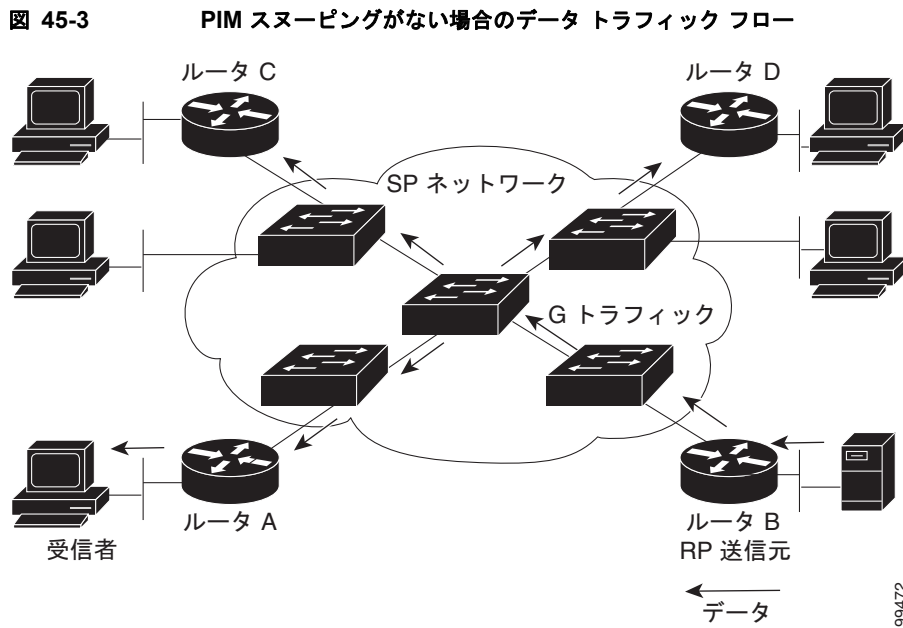 図 45-3 PIM スヌーピングがない場合のデータ トラフィック フロー
ルータ C
ルータ D
SP ネットワーク
G トラフィック
ルータ A
受信者
ルータ B
RP 送信元
データ
99472